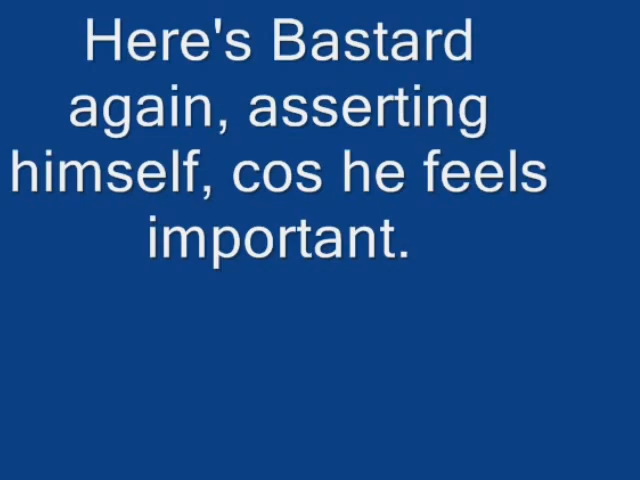 Here's Bastard
again, asserting
himself, cos he feels
important.